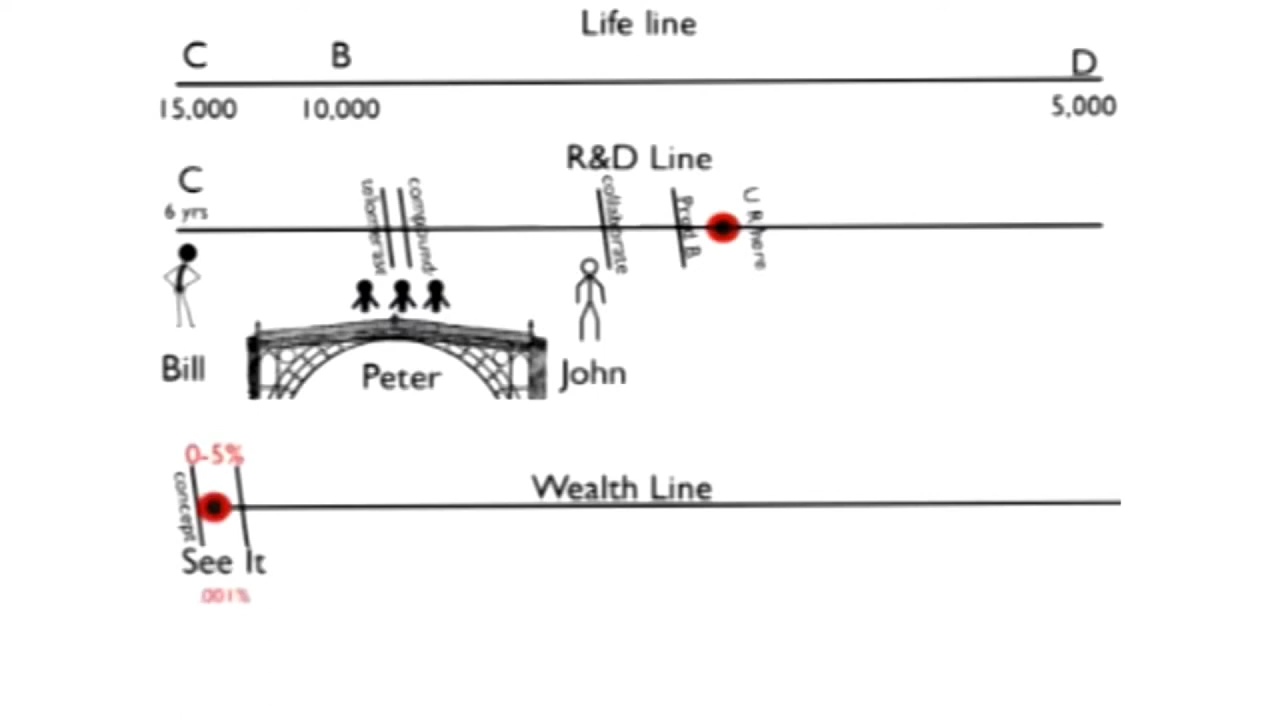 Life line
C B D
15,000 10,000 5,000
R&D Line
C
6 yrs
telomerase
compound
collaborate
Prod B
U R here
Bill
Peter
John
0-5%
concept
Wealth Line
See It
.001%